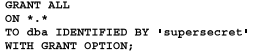 GRANT ALL
ON *.*
TO dba IDENTIFIED BY 'supersecret'
WITH GRANT OPTION;